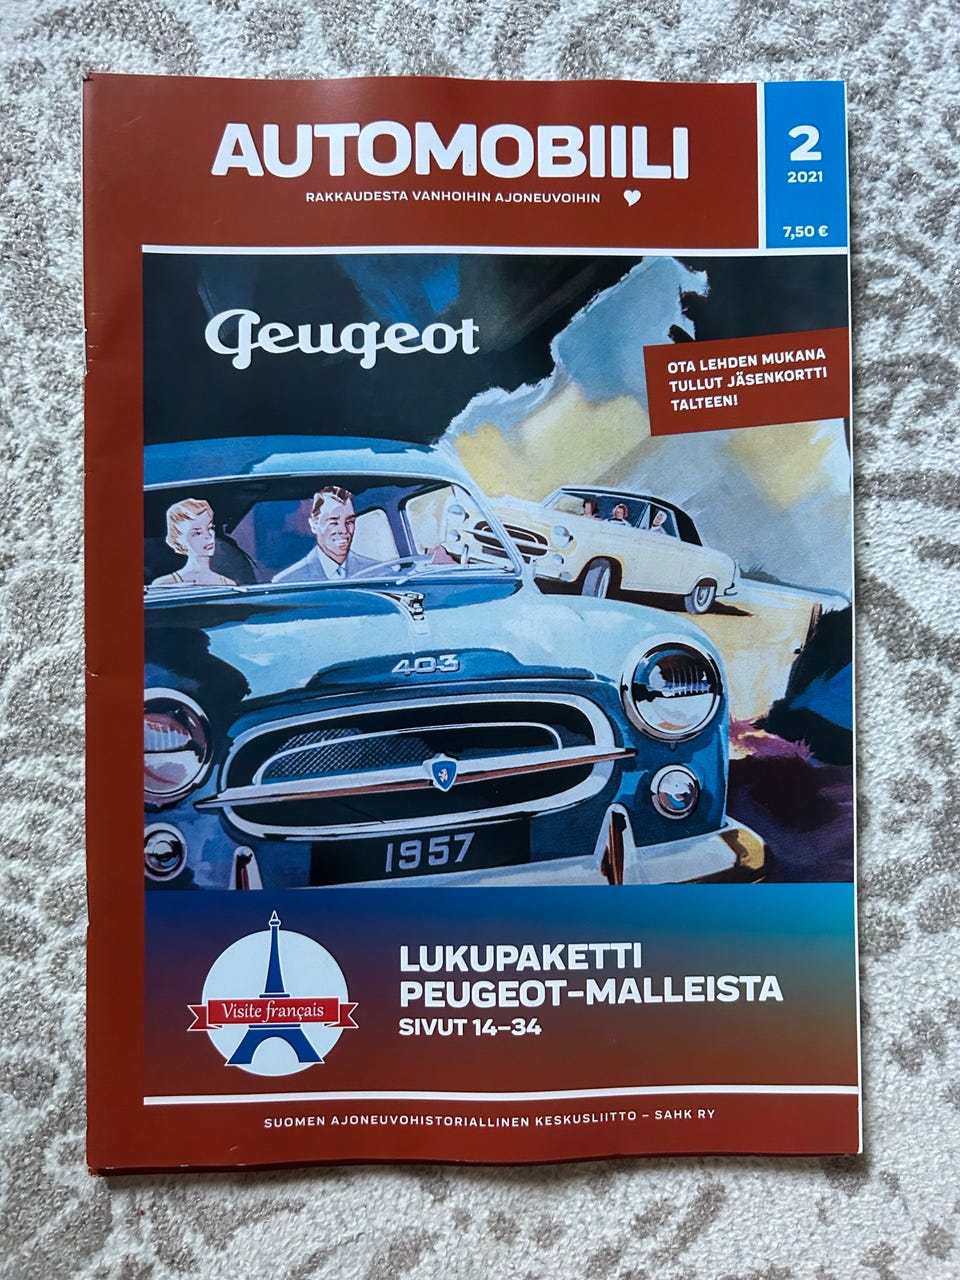 AUTOMOBIILI
RAKKAUDESTA VANHOIHIN AJONEUVOIHIN
2
2021
7,50 €
Peugeot
OTA LEHDEN MUKANA
TULLUT JÄSENKORTTI
TALTEEN!
403
1957
Visite français
LUKUPAKETTI
PEUGEOT-MALLEISTA
SIVUT 14–34
SUOMEN AJONEUVOHISTORIALLINEN KESKUSLIITTO – SAHK RY